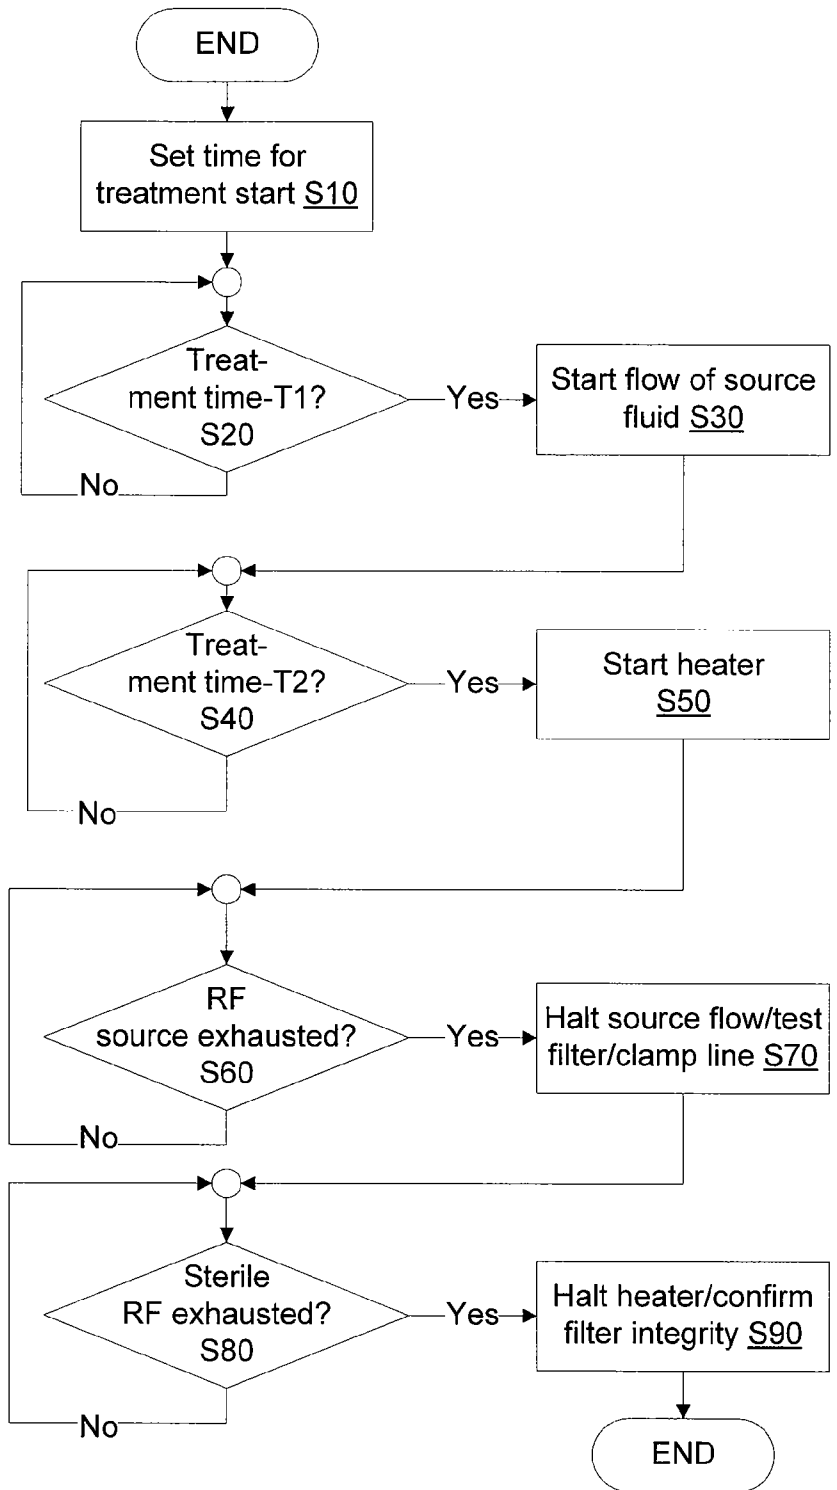 END
Set time for
treatment start S10
Treat-
ment time-T1?
S20
Yes
Start flow of source
fluid S30
No
Treat-
ment time-T2?
S40
Yes
Start heater
S50
No
RF
source exhausted?
S60
Yes
Halt source flow/test
filter/clamp line S70
No
Sterile
RF exhausted?
S80
Yes
Halt heater/confirm
filter integrity S90
No
END